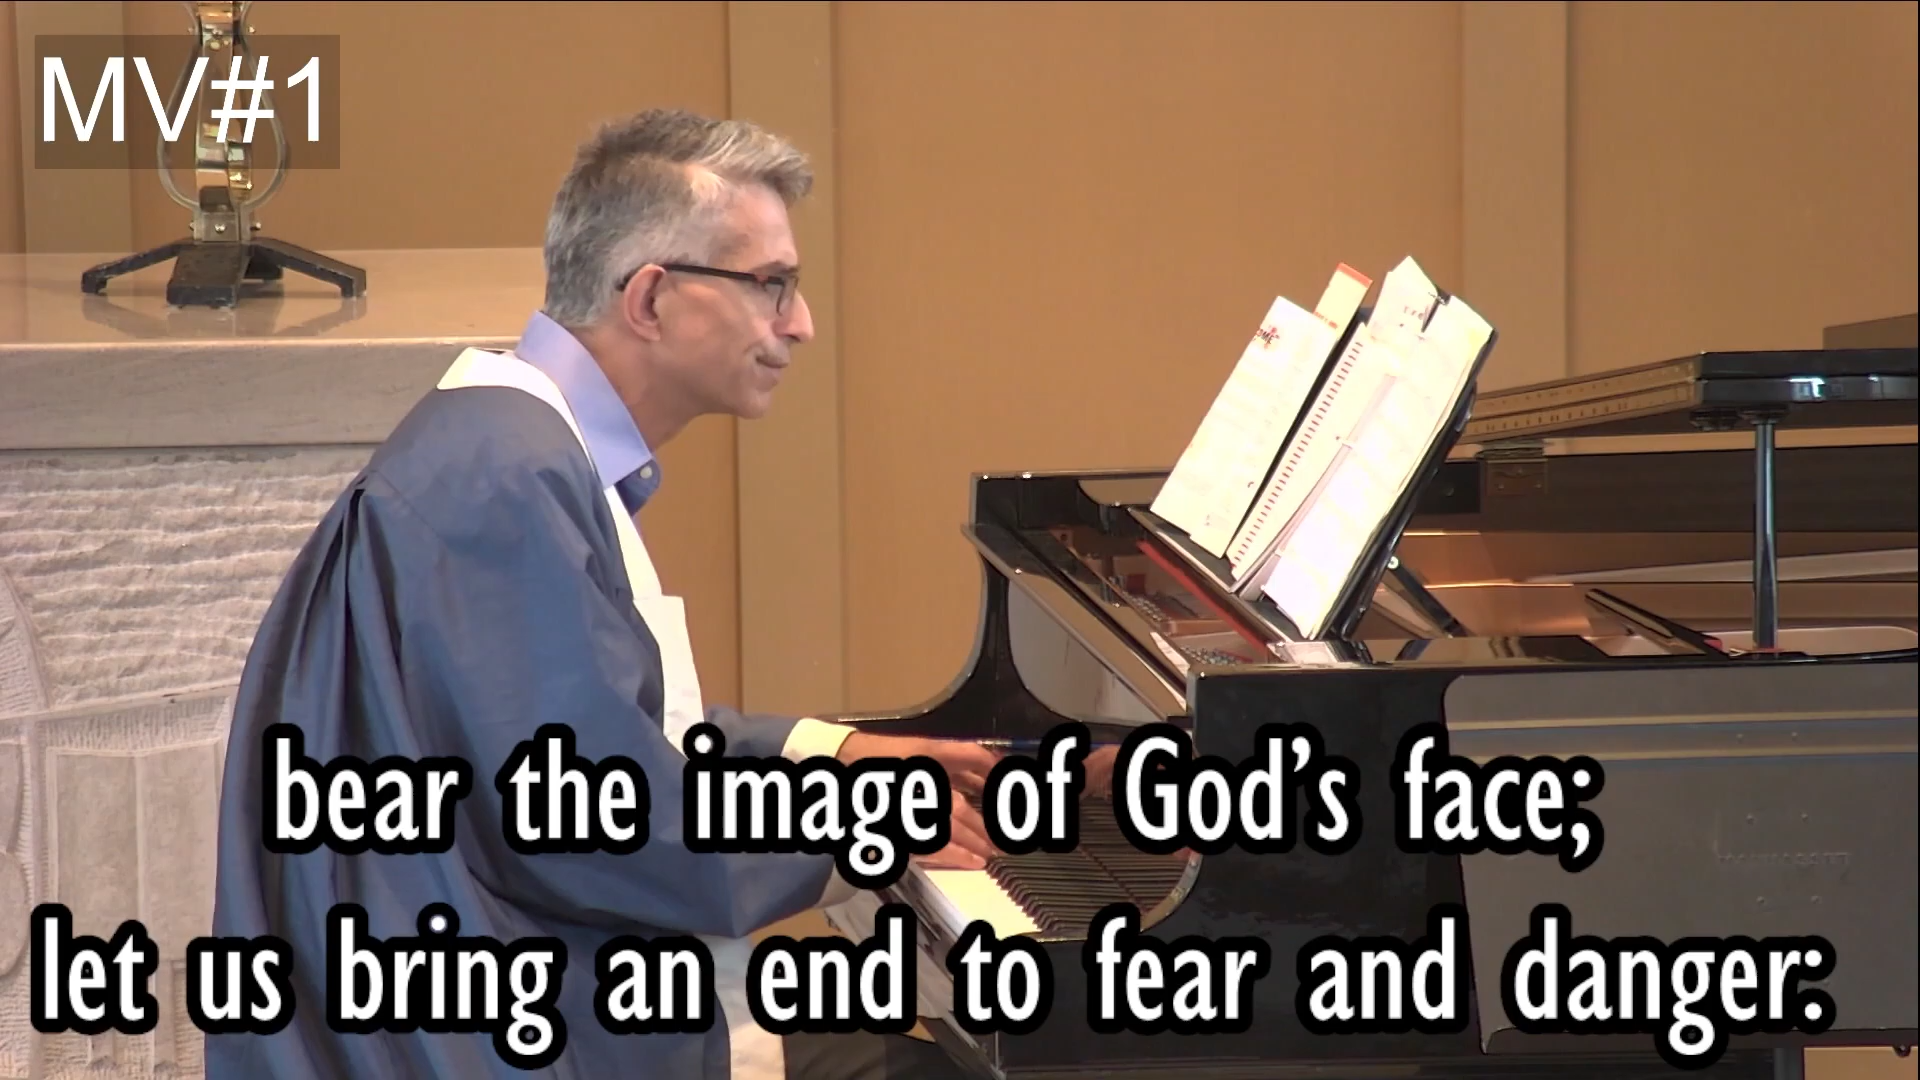 MV#1
bear the image of God's face;
let us bring an end to fear and danger: